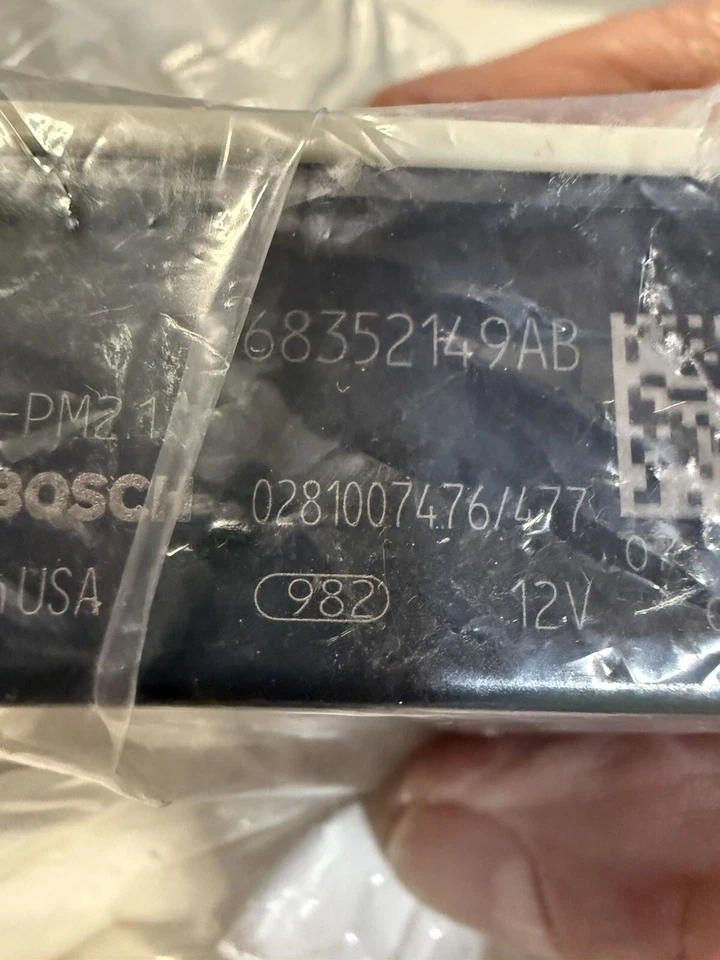 68352149AB
-PM2.1
BOSCH
0281007476/477
USA
982
12V